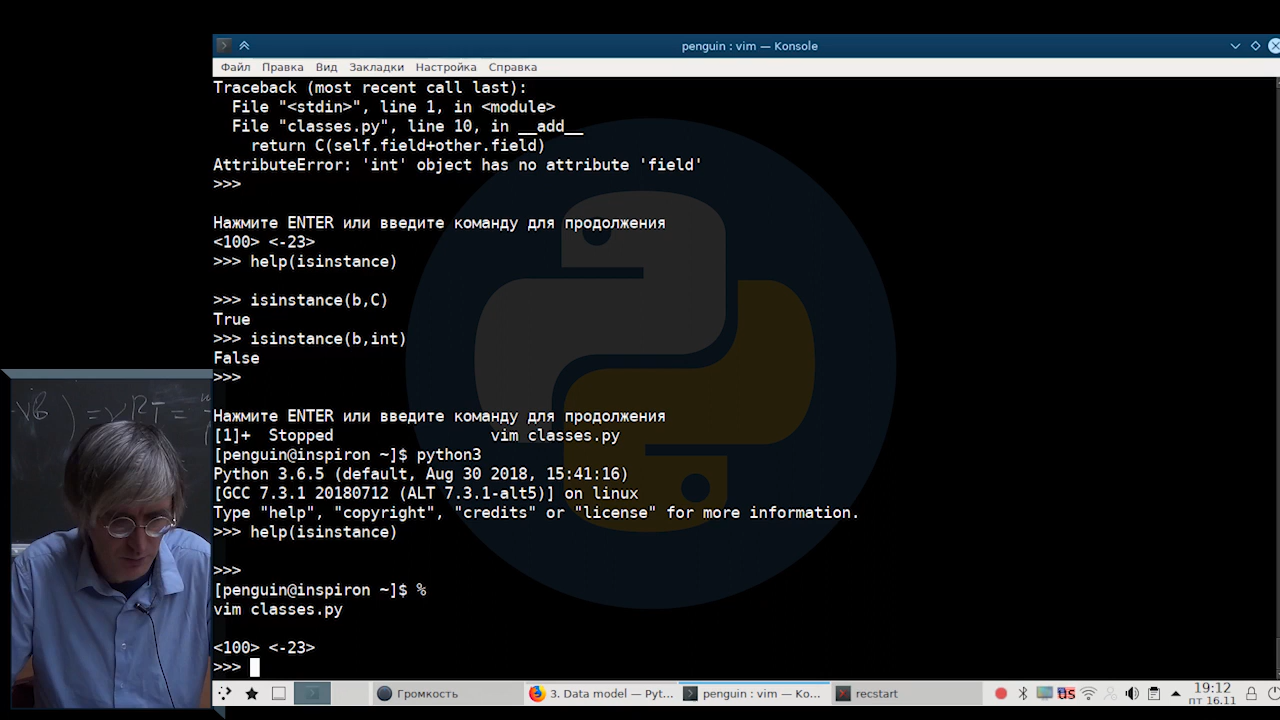 penguin : vim — Konsole
Файл Правка Вид Закладки Настройка Справка
Traceback (most recent call last):
  File "<stdin>", line 1, in <module>
  File "classes.py", line 10, in __add__
    return C(self.field+other.field)
AttributeError: 'int' object has no attribute 'field'
>>>
Нажмите ENTER или введите команду для продолжения
<100> <-23>
>>> help(isinstance)
>>> isinstance(b,C)
True
>>> isinstance(b,int)
False
>>>
Нажмите ENTER или введите команду для продолжения
[1]+  Stopped                 vim classes.py
[penguin@inspiron ~]$ python3
Python 3.6.5 (default, Aug 30 2018, 15:41:16)
[GCC 7.3.1 20180712 (ALT 7.3.1-alt5)] on linux
Type "help", "copyright", "credits" or "license" for more information.
>>> help(isinstance)
>>>
[penguin@inspiron ~]$ %
vim classes.py
<100> <-23>
>>>
Громкость 3. Data model — Pyt... penguin : vim — Ko... recstart us 19:12
пт 16.11